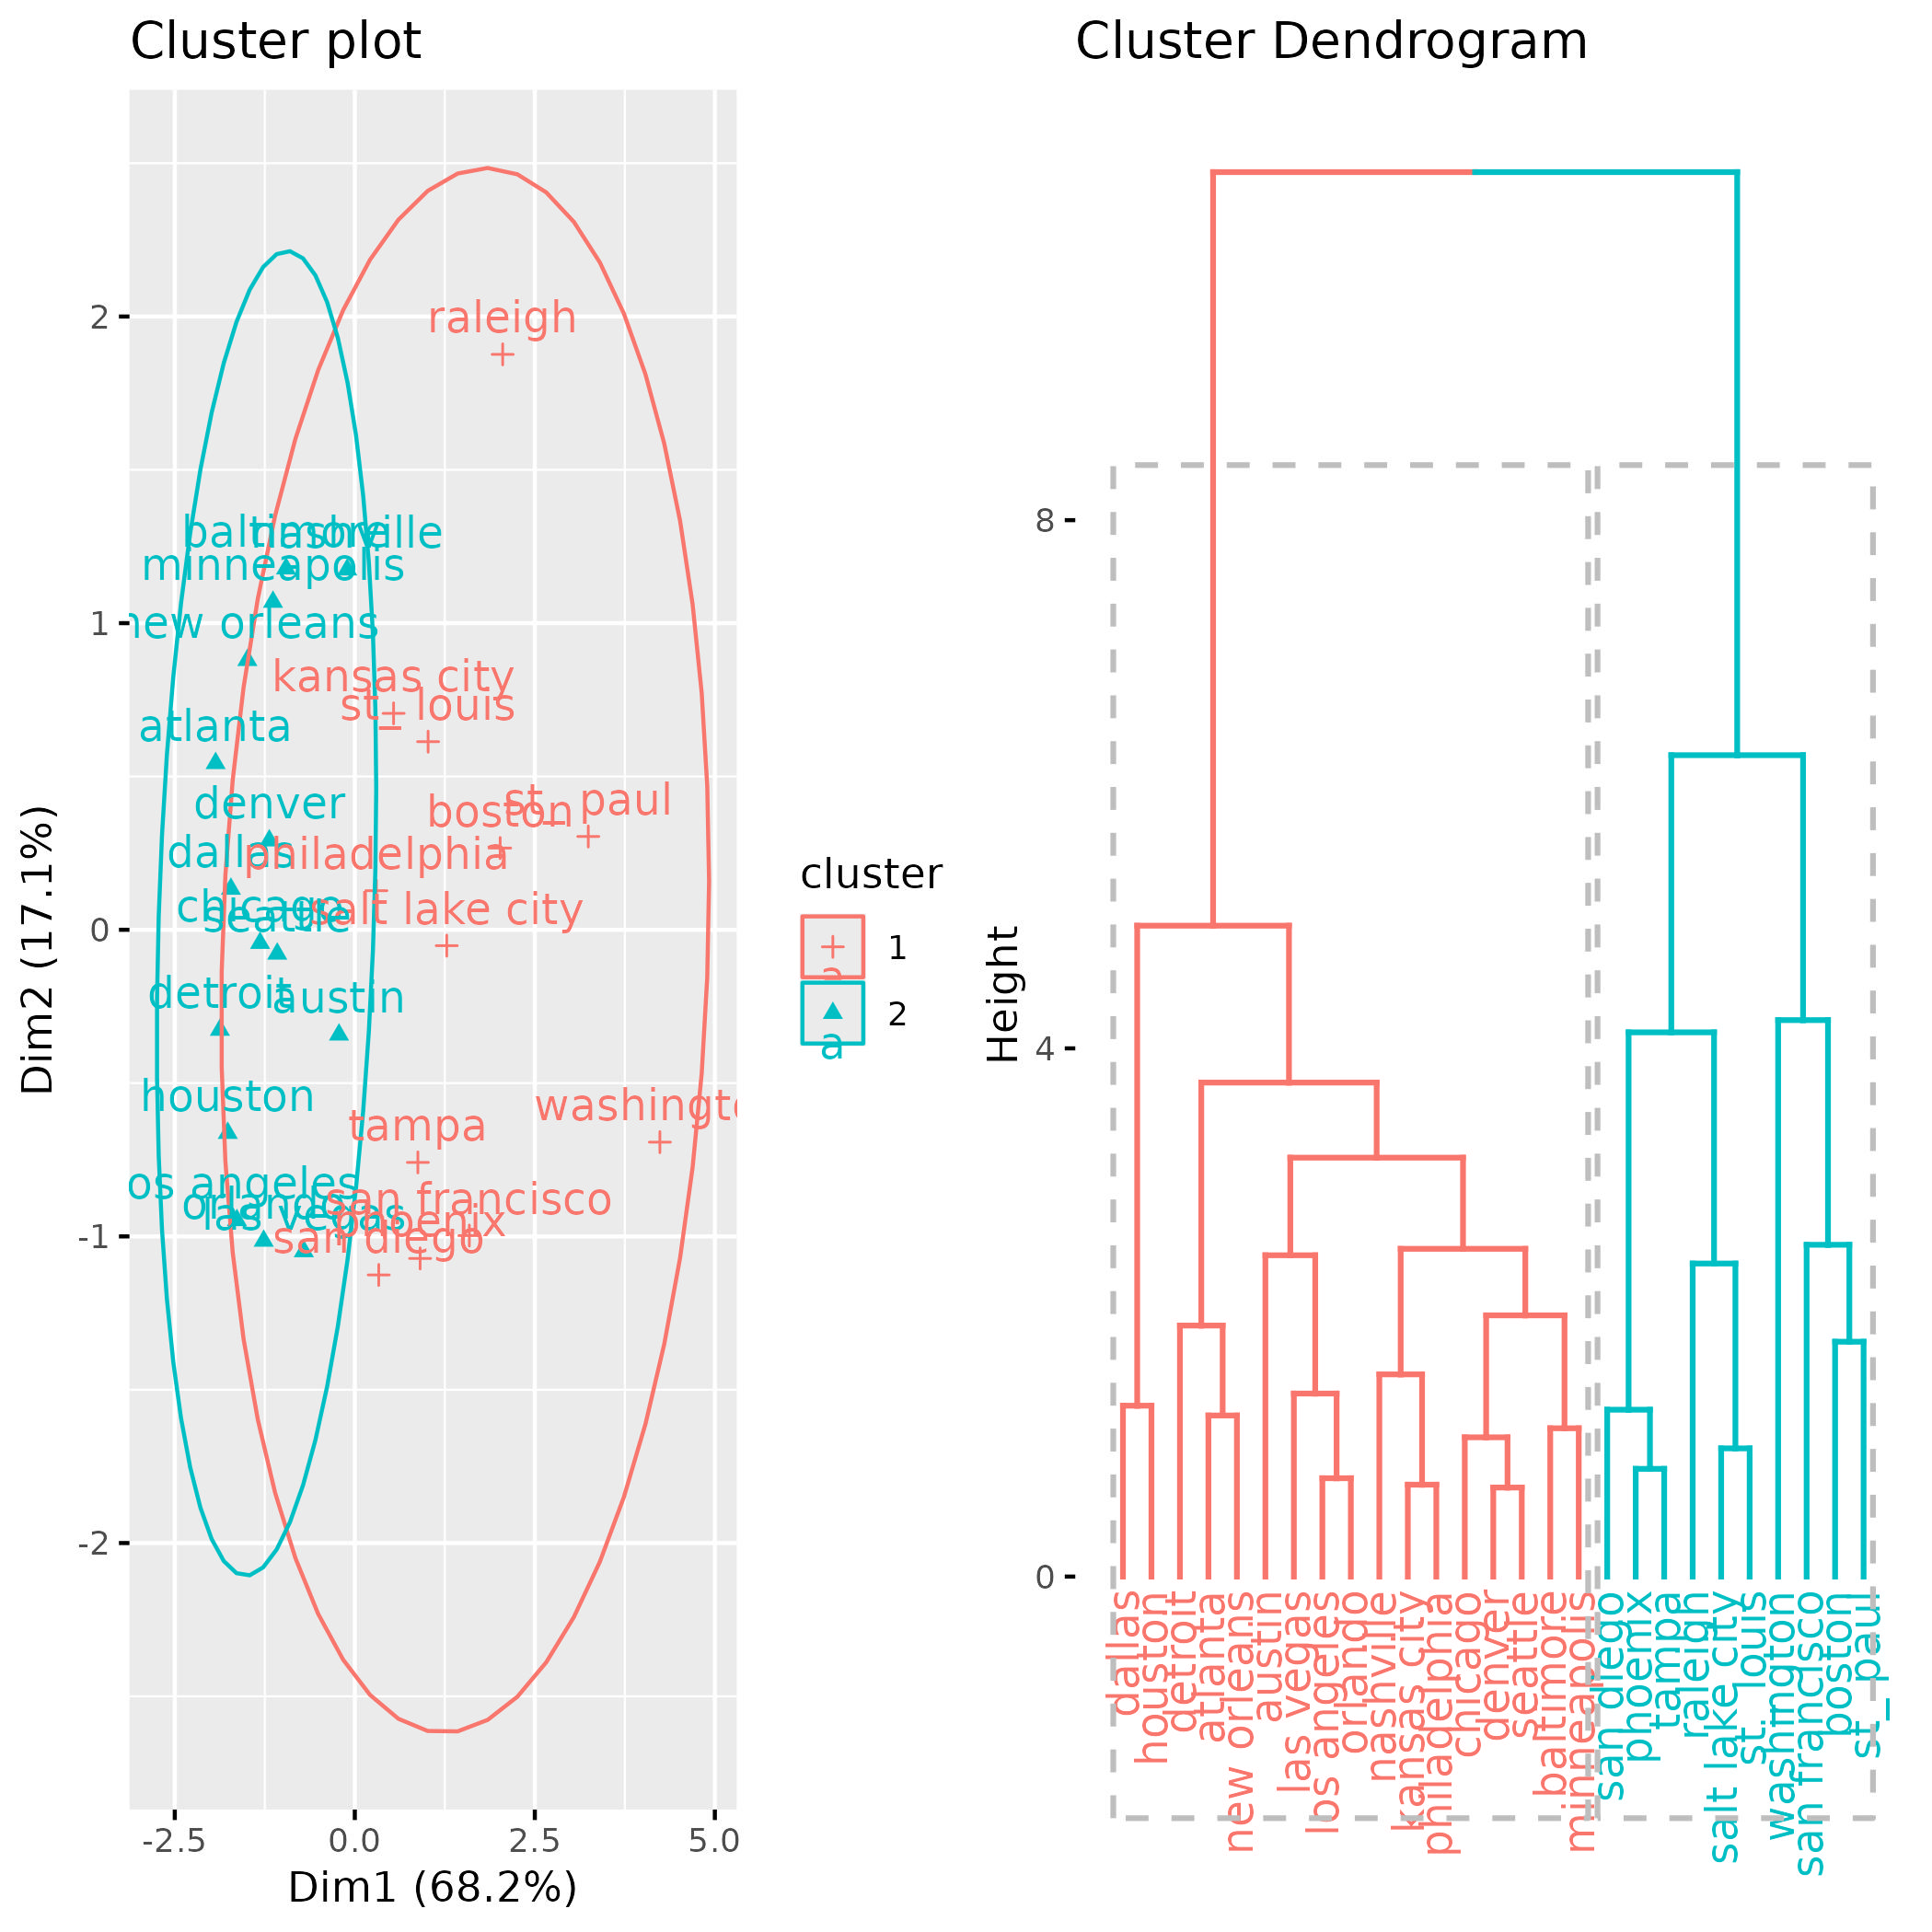 Cluster plot
raleigh
baltimore
nashville
minneapolis
new orleans
kansas city
st. louis
atlanta
denver
st_ paul
boston
dallas
philadelphia
chicago
salt lake city
seattle
detroit
austin
houston
washingto
tampa
los angeles
san francisco
orlando
las vegas
phoenix
san diego
2
1
0
-1
-2
-2.5
0.0
2.5
5.0
Dim1 (68.2%)
Dim2 (17.1%)
cluster
a
1
a
2
Cluster Dendrogram
Height
8
4
0
dallas
houston
detroit
atlanta
new orleans
austin
las vegas
los angeles
orlando
nashville
kansas city
philadelphia
chicago
denver
seattle
baltimore
minneapolis
san diego
phoenix
tampa
raleigh
salt lake city
st. louis
washington
san francisco
boston
st_paul